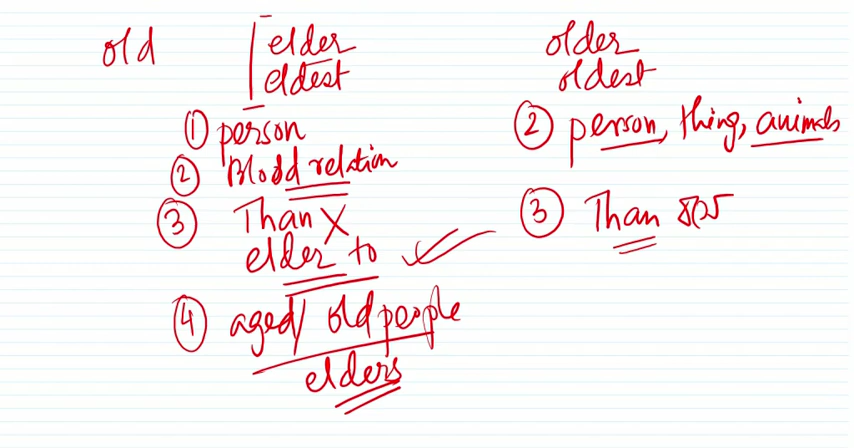 old
elder
eldest
① person
② Blood relation
③ Than X
elder to ✓
④ aged/ old people
elders
older
oldest
② person, thing, animals
③ Than